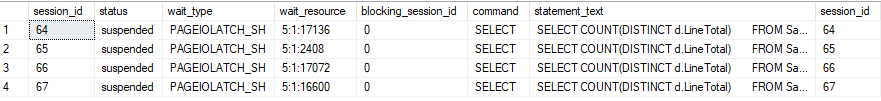 session_id status wait_type wait_resource blocking_session_id command statement_text session_id
1 64 suspended PAGEIOLATCH_SH 5:1:17136 0 SELECT SELECT COUNT(DISTINCT d.LineTotal) FROM Sa... 64
2 65 suspended PAGEIOLATCH_SH 5:1:2408 0 SELECT SELECT COUNT(DISTINCT d.LineTotal) FROM Sa... 65
3 66 suspended PAGEIOLATCH_SH 5:1:17072 0 SELECT SELECT COUNT(DISTINCT d.LineTotal) FROM Sa... 66
4 67 suspended PAGEIOLATCH_SH 5:1:16600 0 SELECT SELECT COUNT(DISTINCT d.LineTotal) FROM Sa... 67